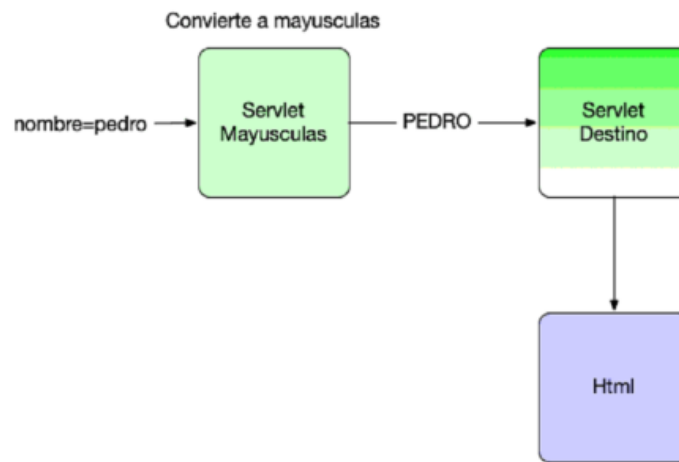 Convierte a mayusculas
nombre=pedro
Servlet
Mayusculas
PEDRO
Servlet
Destino
Html